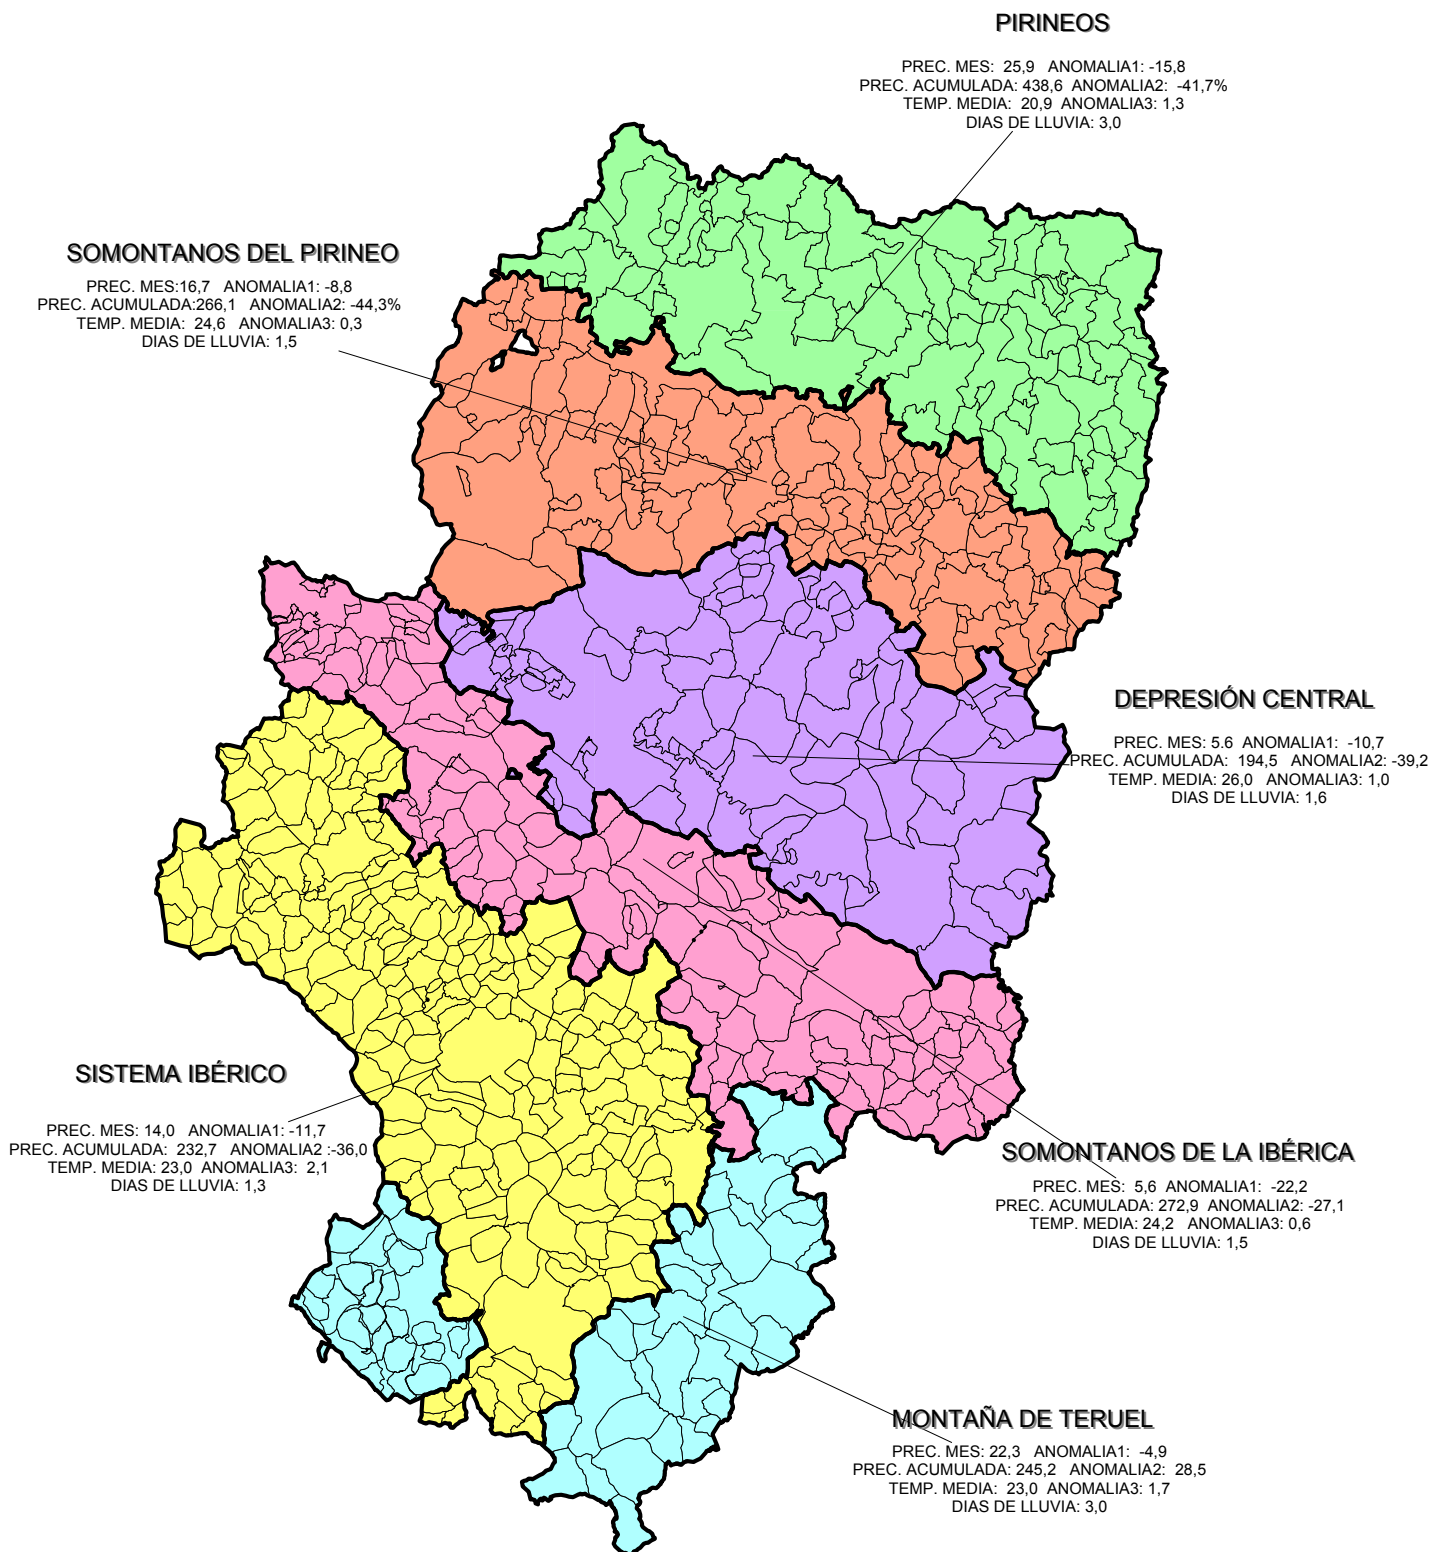 PIRINEOS
PREC. MES: 25,9 ANOMALIA1: -15,8
PREC. ACUMULADA: 438,6 ANOMALIA2: -41,7%
TEMP. MEDIA: 20,9 ANOMALIA3: 1,3
DIAS DE LLUVIA: 3,0
SOMONTANOS DEL PIRINEO
PREC. MES:16,7 ANOMALIA1: -8,8
PREC. ACUMULADA:266,1 ANOMALIA2: -44,3%
TEMP. MEDIA: 24,6 ANOMALIA3: 0,3
DIAS DE LLUVIA: 1,5
DEPRESIÓN CENTRAL
PREC. MES: 5.6 ANOMALIA1: -10,7
PREC. ACUMULADA: 194,5 ANOMALIA2: -39,2
TEMP. MEDIA: 26,0 ANOMALIA3: 1,0
DIAS DE LLUVIA: 1,6
SISTEMA IBÉRICO
PREC. MES: 14,0 ANOMALIA1: -11,7
PREC. ACUMULADA: 232,7 ANOMALIA2 :-36,0
TEMP. MEDIA: 23,0 ANOMALIA3: 2,1
DIAS DE LLUVIA: 1,3
SOMONTANOS DE LA IBÉRICA
PREC. MES: 5,6 ANOMALIA1: -22,2
PREC. ACUMULADA: 272,9 ANOMALIA2: -27,1
TEMP. MEDIA: 24,2 ANOMALIA3: 0,6
DIAS DE LLUVIA: 1,5
MONTAÑA DE TERUEL
PREC. MES: 22,3 ANOMALIA1: -4,9
PREC. ACUMULADA: 245,2 ANOMALIA2: 28,5
TEMP. MEDIA: 23,0 ANOMALIA3: 1,7
DIAS DE LLUVIA: 3,0